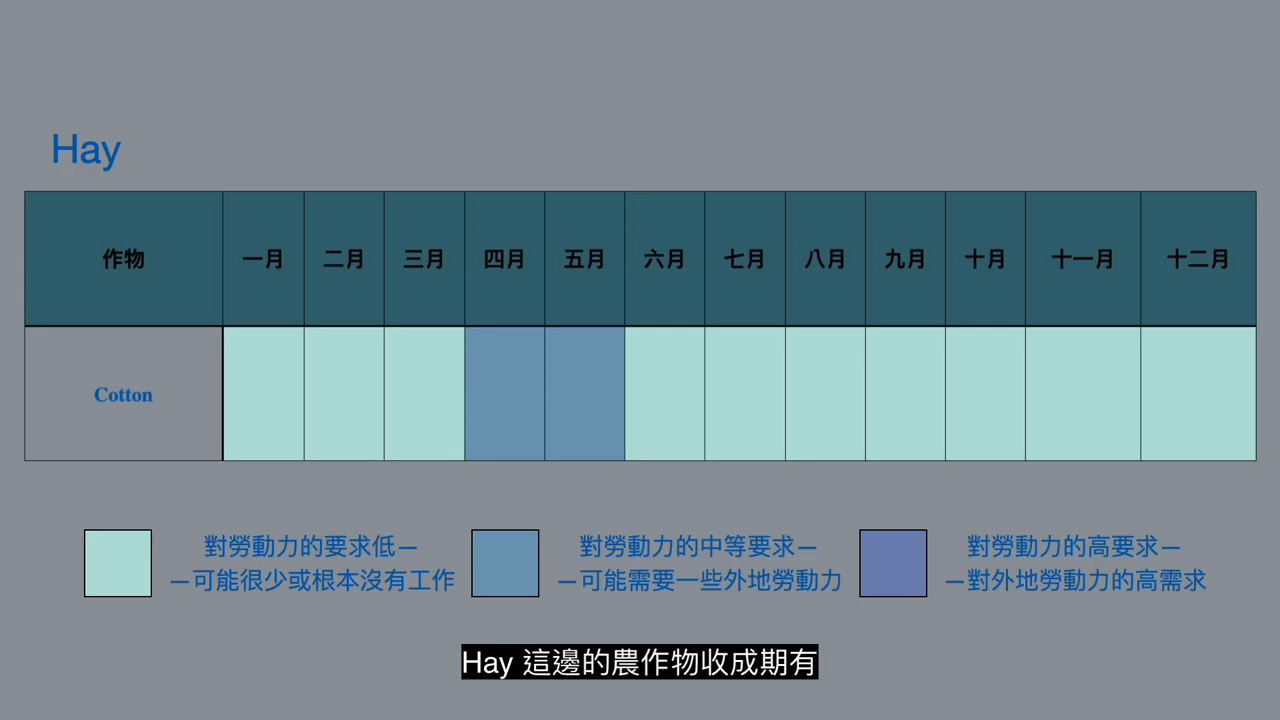 Hay
作物 一月 二月 三月 四月 五月 六月 七月 八月 九月 十月 十一月 十二月
Cotton
對勞動力的要求低—
—可能很少或根本沒有工作
對勞動力的中等要求—
—可能需要一些外地勞動力
對勞動力的高要求—
—對外地勞動力的高需求
Hay 這邊的農作物收成期有